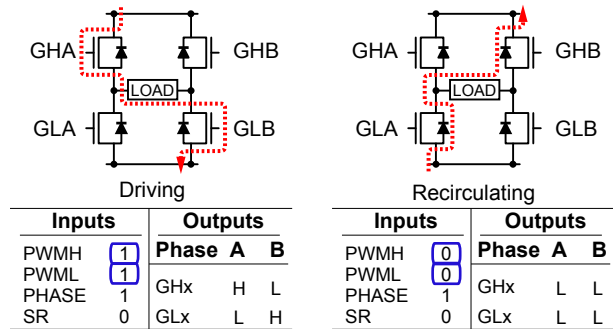 GHA GHB
LOAD
GLA GLB
Driving
Inputs Outputs
PWMH 1 Phase A B
PWML 1
PHASE 1 GHx H L
SR 0 GLx L H
GHA GHB
LOAD
GLA GLB
Recirculating
Inputs Outputs
PWMH 0 Phase A B
PWML 0
PHASE 1 GHx L L
SR 0 GLx L L